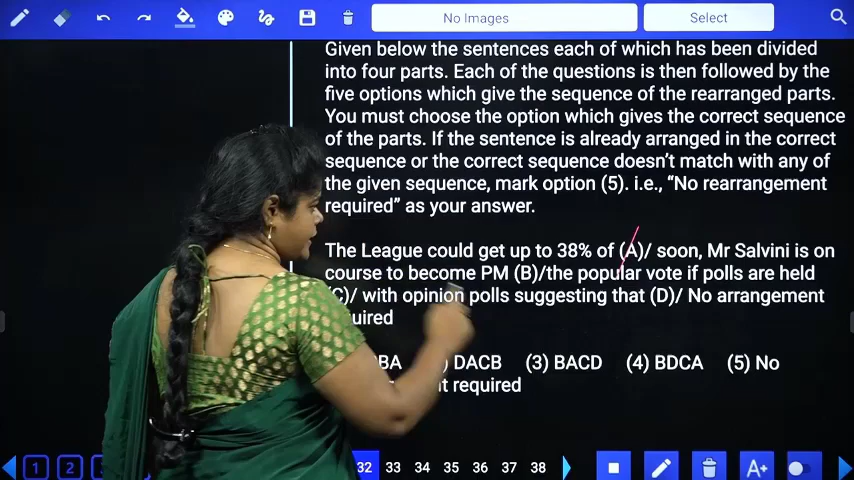 No Images
Select
Given below the sentences each of which has been divided
into four parts. Each of the questions is then followed by the
five options which give the sequence of the rearranged parts.
You must choose the option which gives the correct sequence
of the parts. If the sentence is already arranged in the correct
sequence or the correct sequence doesn't match with any of
the given sequence, mark option (5). i.e., "No rearrangement
required" as your answer.
The League could get up to 38% of (A)/ soon, Mr Salvini is on
course to become PM (B)/the popular vote if polls are held
(C)/ with opinion polls suggesting that (D)/ No arrangement
DACB (3) BACD (4) BDCA (5) No
required
1 2 3 32 33 34 35 36 37 38 A+